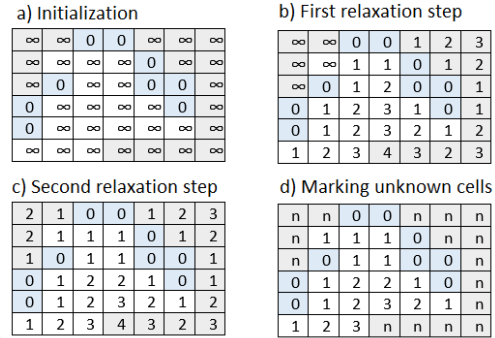 a) Initialization
∞ ∞ 0 0 ∞ ∞ ∞
∞ ∞ ∞ ∞ 0 ∞ ∞
∞ 0 ∞ ∞ 0 0 ∞
0 ∞ ∞ ∞ ∞ 0 ∞
0 ∞ ∞ ∞ ∞ ∞ ∞
∞ ∞ ∞ ∞ ∞ ∞ ∞
b) First relaxation step
∞ ∞ 0 0 1 2 3
∞ ∞ 1 1 0 1 2
∞ 0 1 2 0 0 1
0 1 2 3 1 0 1
0 1 2 3 2 1 2
1 2 3 4 3 2 3
c) Second relaxation step
2 1 0 0 1 2 3
2 1 1 1 0 1 2
1 0 1 1 0 0 1
0 1 2 2 1 0 1
0 1 2 3 2 1 2
1 2 3 4 3 2 3
d) Marking unknown cells
n n 0 0 n n n
n 1 1 1 0 n n
n 0 1 1 0 0 n
0 1 2 2 1 0 n
0 1 2 3 2 1 n
1 2 3 n n n n